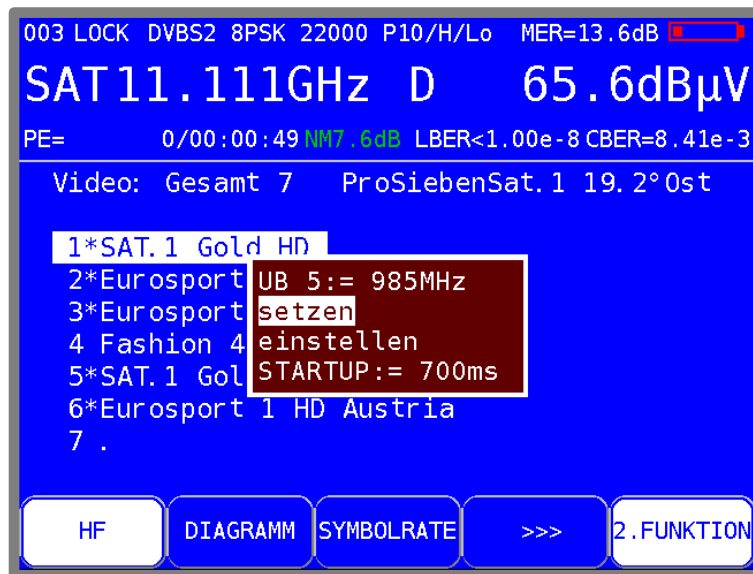 003 LOCK DVBS2 8PSK 22000 P10/H/Lo MER=13.6dB
SAT11.111GHz D 65.6dBµV
PE= 0/00:00:49 NM7.6dB LBER<1.00e-8 CBER=8.41e-3
Video: Gesamt 7 ProSiebenSat.1 19.2°Ost
1*SAT.1 Gold HD
2*Eurosport
3*Eurosport
4 Fashion 4
5*SAT.1 Gol
6*Eurosport 1 HD Austria
7 .
UB 5:= 985MHz
setzen
einstellen
STARTUP:= 700ms
HF DIAGRAMM SYMBOLRATE >>> 2.FUNKTION